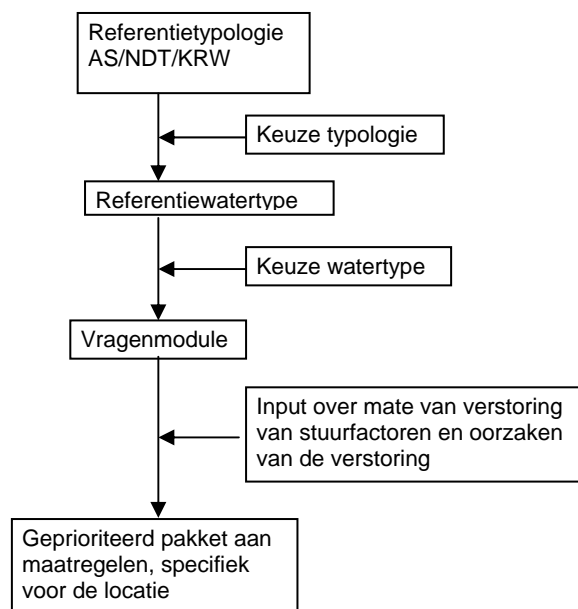 Referentietypologie
AS/NDT/KRW
Keuze typologie
Referentiewatertype
Keuze watertype
Vragenmodule
Input over mate van verstoring
van stuurfactoren en oorzaken
van de verstoring
Geprioriteerd pakket aan
maatregelen, specifiek
voor de locatie